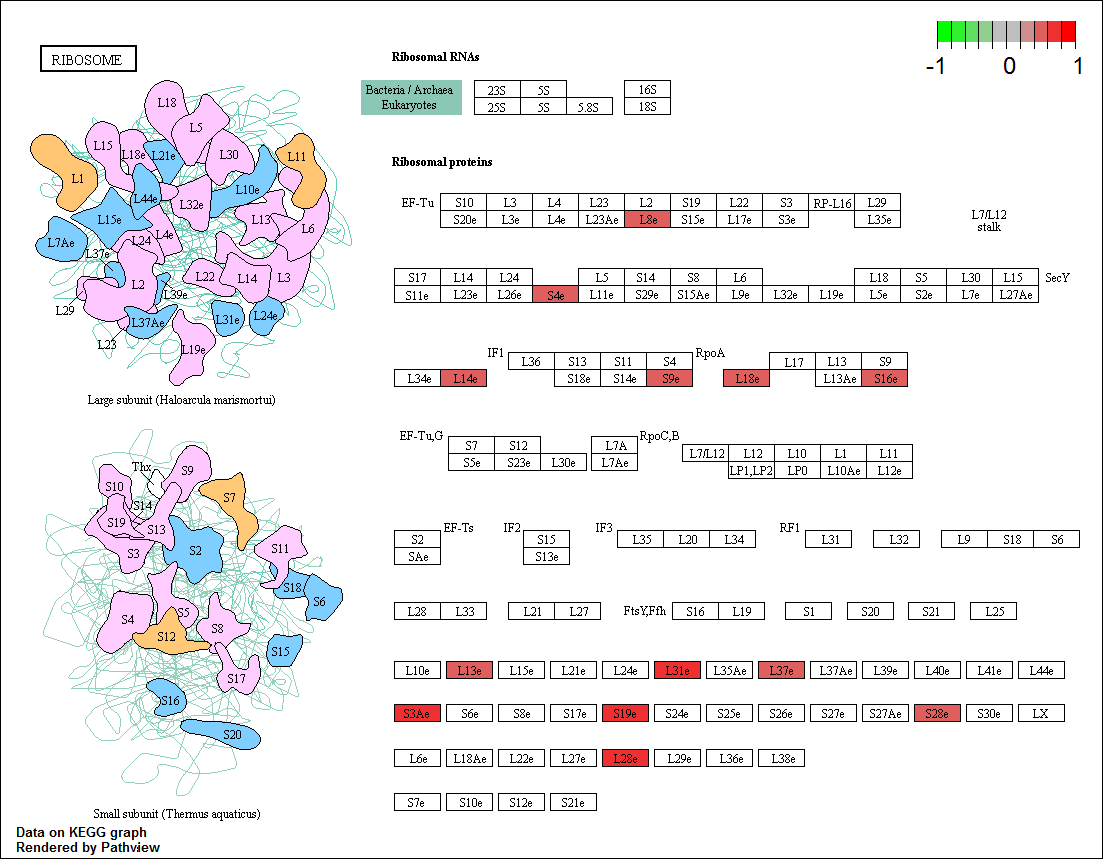 RIBOSOME
-1 0 1
L18
L5
L15
L18e
L21e
L30
L11
L1
L10e
L44e
L32e
L15e
L13
L6
L7Ae
L24
L4e
L37e
L22
L14
L3
L2
L39e
L29
L37Ae
L31e
L24e
L23
L19e
Large subunit (Haloarcula marismortui)
Thx
S9
S10
S7
S14
S19
S13
S3
S2
S11
S18
S6
S4
S5
S12
S8
S15
S17
S16
S20
Small subunit (Thermus aquaticus)
Data on KEGG graph
Rendered by Pathview
Ribosomal RNAs
Bacteria / Archaea 23S 5S 16S
Eukaryotes 25S 5S 5.8S 18S
Ribosomal proteins
EF-Tu S10 L3 L4 L23 L2 S19 L22 S3 RP-L16 L29
S20e L3e L4e L23Ae L8e S15e L17e S3e L35e
L7/L12
stalk
S17 L14 L24 L5 S14 S8 L6 L18 S5 L30 L15 SecY
S11e L23e L26e S4e L11e S29e S15Ae L9e L32e L19e L5e S2e L7e L27Ae
IF1 L36 S13 S11 S4 RpoA L17 L13 S9
L34e L14e S18e S14e S9e L18e L13Ae S16e
EF-Tu,G S7 S12 L7A RpoC,B L7/L12 L12 L10 L1 L11
S5e S23e L30e L7Ae LP1,LP2 LP0 L10Ae L12e
S2 EF-Ts IF2 S15 IF3 L35 L20 L34 RF1 L31 L32 L9 S18 S6
SAe S13e
L28 L33 L21 L27 FtsY,Ffh S16 L19 S1 S20 S21 L25
L10e L13e L15e L21e L24e L31e L35Ae L37e L37Ae L39e L40e L41e L44e
S3Ae S6e S8e S17e S19e S24e S25e S26e S27e S27Ae S28e S30e LX
L6e L18Ae L22e L27e L28e L29e L36e L38e
S7e S10e S12e S21e